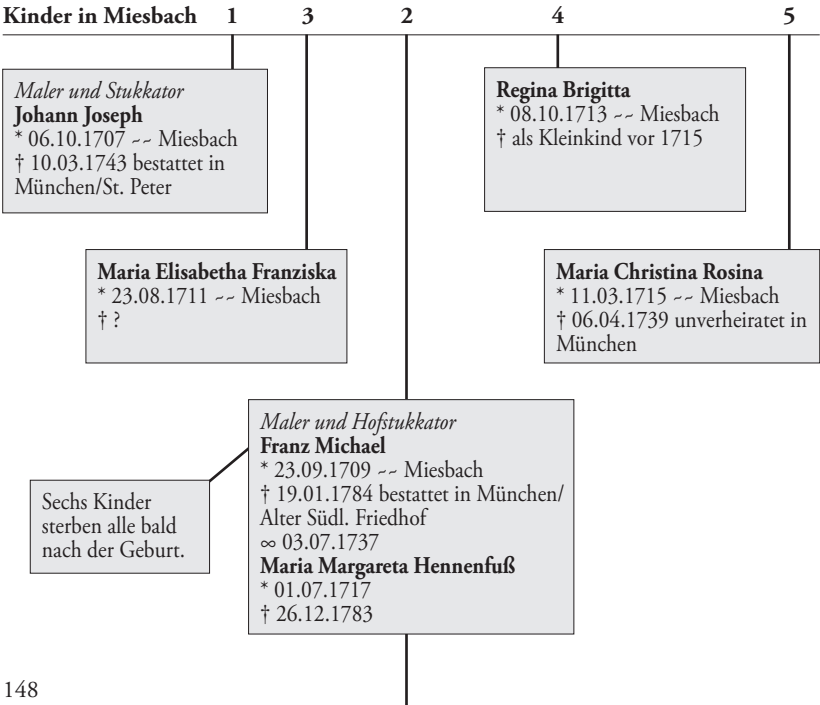 Kinder in Miesbach 1 3 2 4 5
Maler und Stukkator
Johann Joseph
* 06.10.1707 ~~ Miesbach
† 10.03.1743 bestattet in
München/St. Peter
Regina Brigitta
* 08.10.1713 ~~ Miesbach
† als Kleinkind vor 1715
Maria Elisabetha Franziska
* 23.08.1711 ~~ Miesbach
† ?
Maria Christina Rosina
* 11.03.1715 ~~ Miesbach
† 06.04.1739 unverheiratet in
München
Maler und Hofstukkator
Franz Michael
* 23.09.1709 ~~ Miesbach
† 19.01.1784 bestattet in München/
Alter Südl. Friedhof
∞ 03.07.1737
Maria Margareta Hennenfuß
* 01.07.1717
† 26.12.1783
Sechs Kinder
sterben alle bald
nach der Geburt.
148